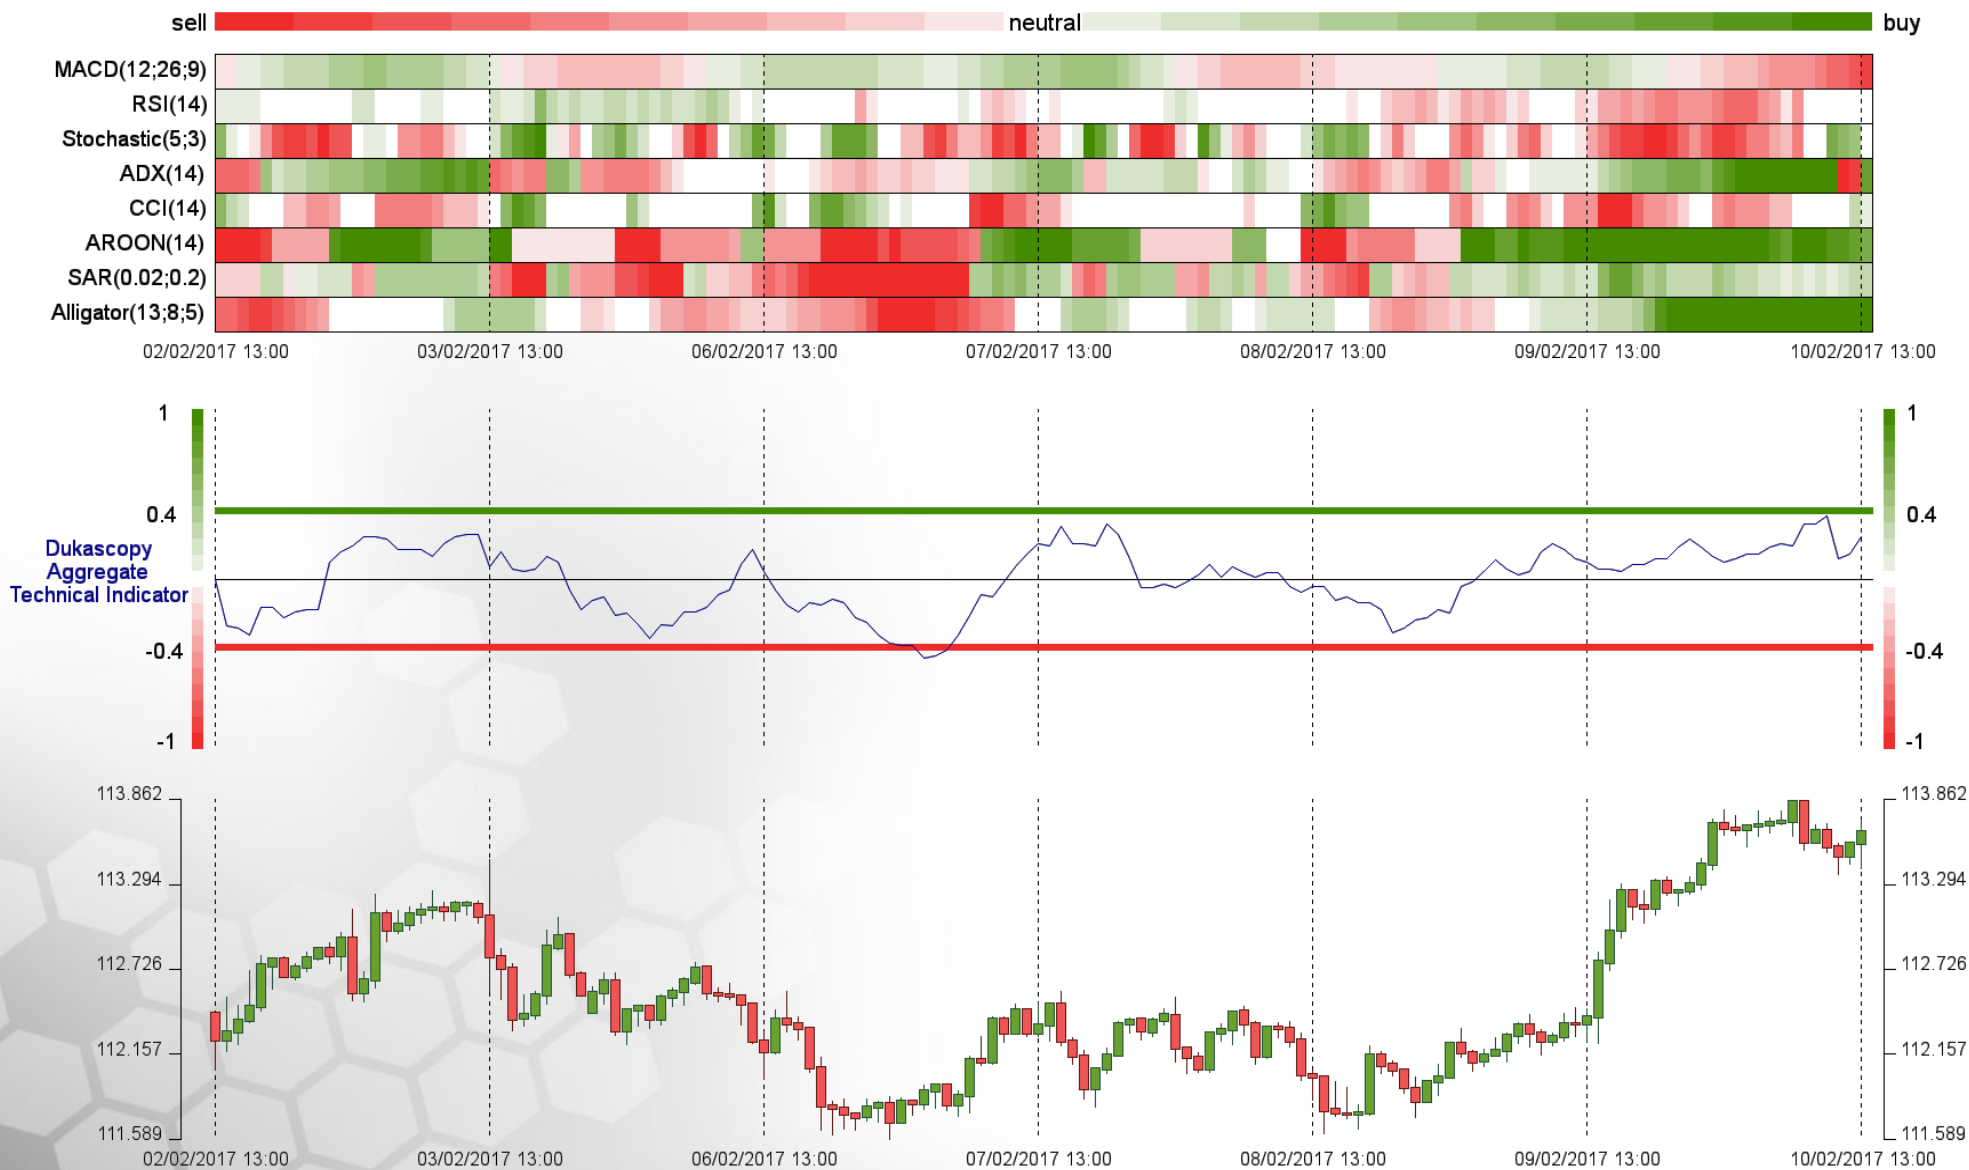 sell neutral buy
MACD(12;26;9)
RSI(14)
Stochastic(5;3)
ADX(14)
CCI(14)
AROON(14)
SAR(0.02;0.2)
Alligator(13;8;5)
02/02/2017 13:00 03/02/2017 13:00 06/02/2017 13:00 07/02/2017 13:00 08/02/2017 13:00 09/02/2017 13:00 10/02/2017 13:00
1 1
0.4 0.4
Dukascopy
Aggregate
Technical Indicator
-0.4 -0.4
-1 -1
113.862 113.862
113.294 113.294
112.726 112.726
112.157 112.157
111.589 111.589
02/02/2017 13:00 03/02/2017 13:00 06/02/2017 13:00 07/02/2017 13:00 08/02/2017 13:00 09/02/2017 13:00 10/02/2017 13:00